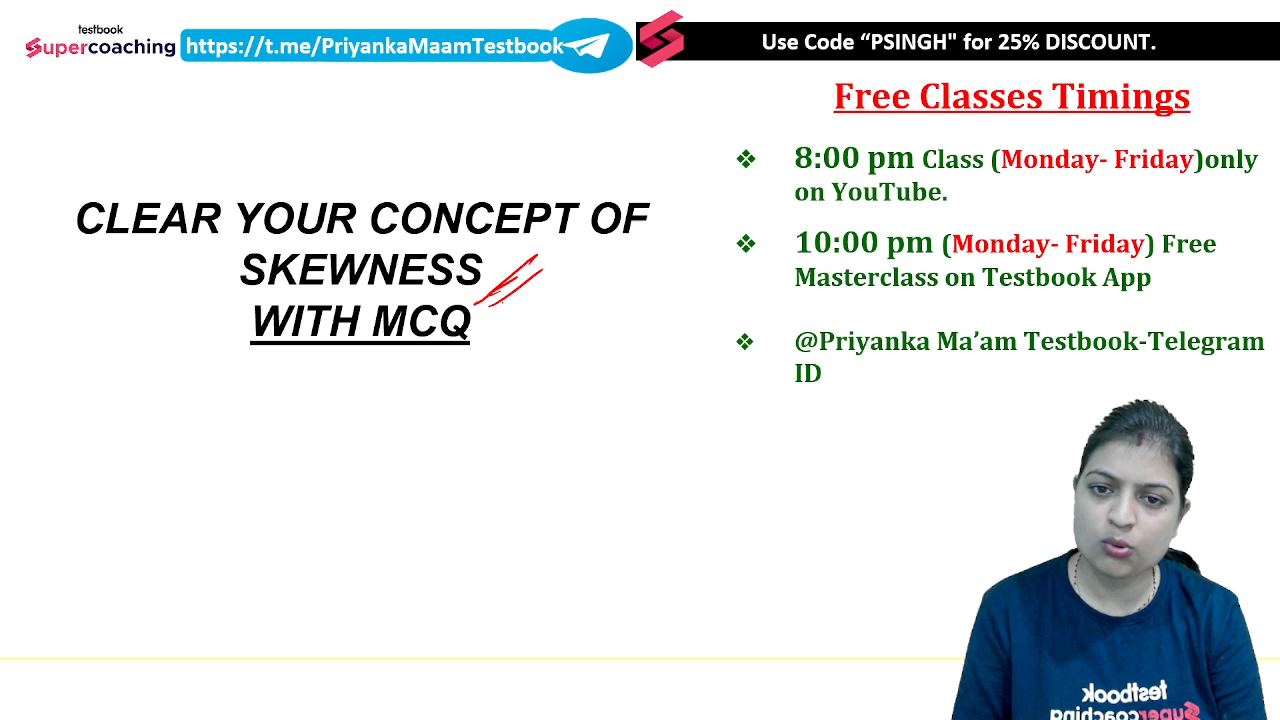 testbook
Supercoaching
https://t.me/PriyankaMaamTestbook
Use Code “PSINGH" for 25% DISCOUNT.
Free Classes Timings
❖ 8:00 pm Class (Monday- Friday)only
on YouTube.
❖ 10:00 pm (Monday- Friday) Free
Masterclass on Testbook App
❖ @Priyanka Ma’am Testbook-Telegram
ID
CLEAR YOUR CONCEPT OF
SKEWNESS
WITH MCQ
testbook
Supercoaching